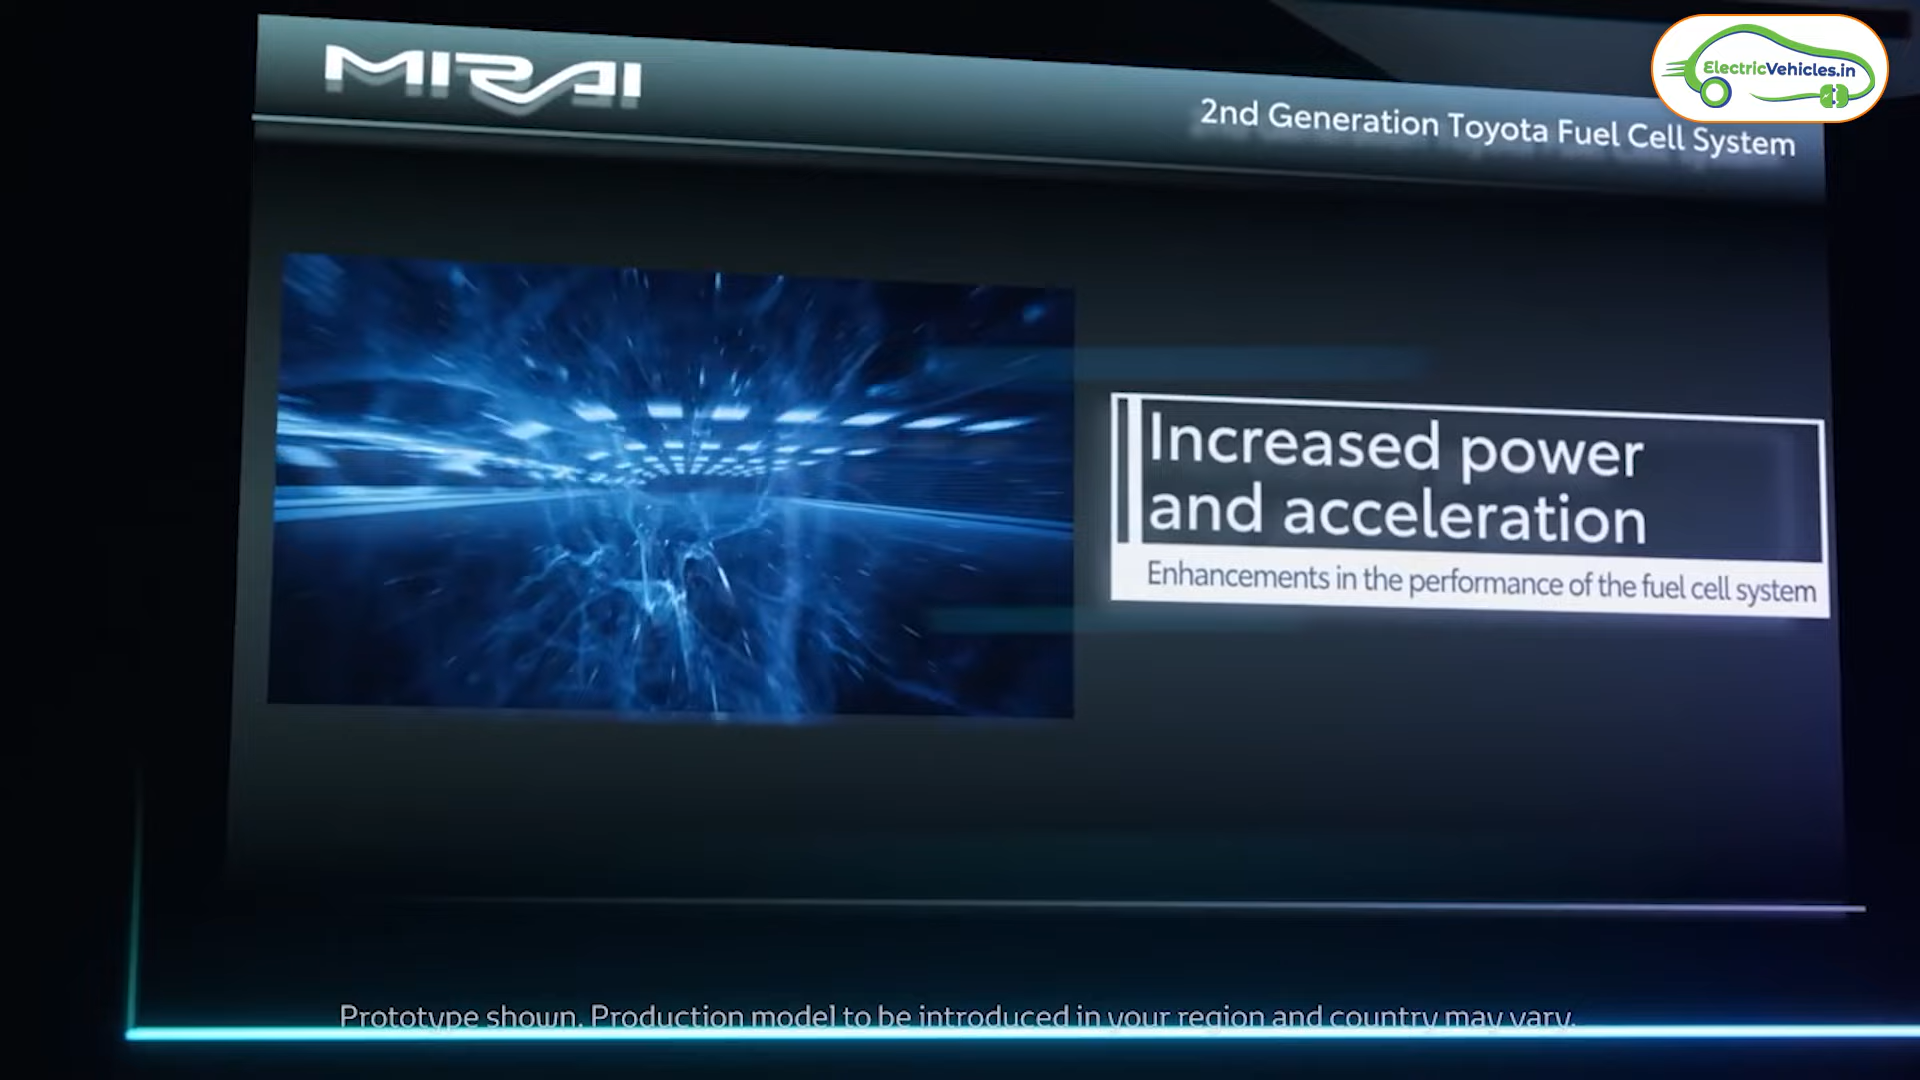 MIRAI
ElectricVehicles.in
2nd Generation Toyota Fuel Cell System
Increased power
and acceleration
Enhancements in the performance of the fuel cell system
Prototype shown. Production model to be introduced in your region and country may vary.